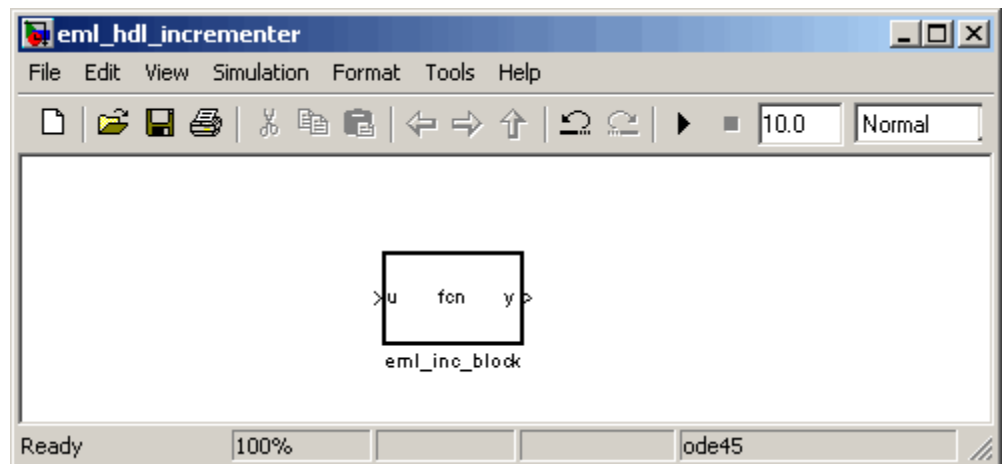 eml_hdl_incrementer
File Edit View Simulation Format Tools Help
10.0 Normal
u fcn y
eml_inc_block
Ready 100% ode45